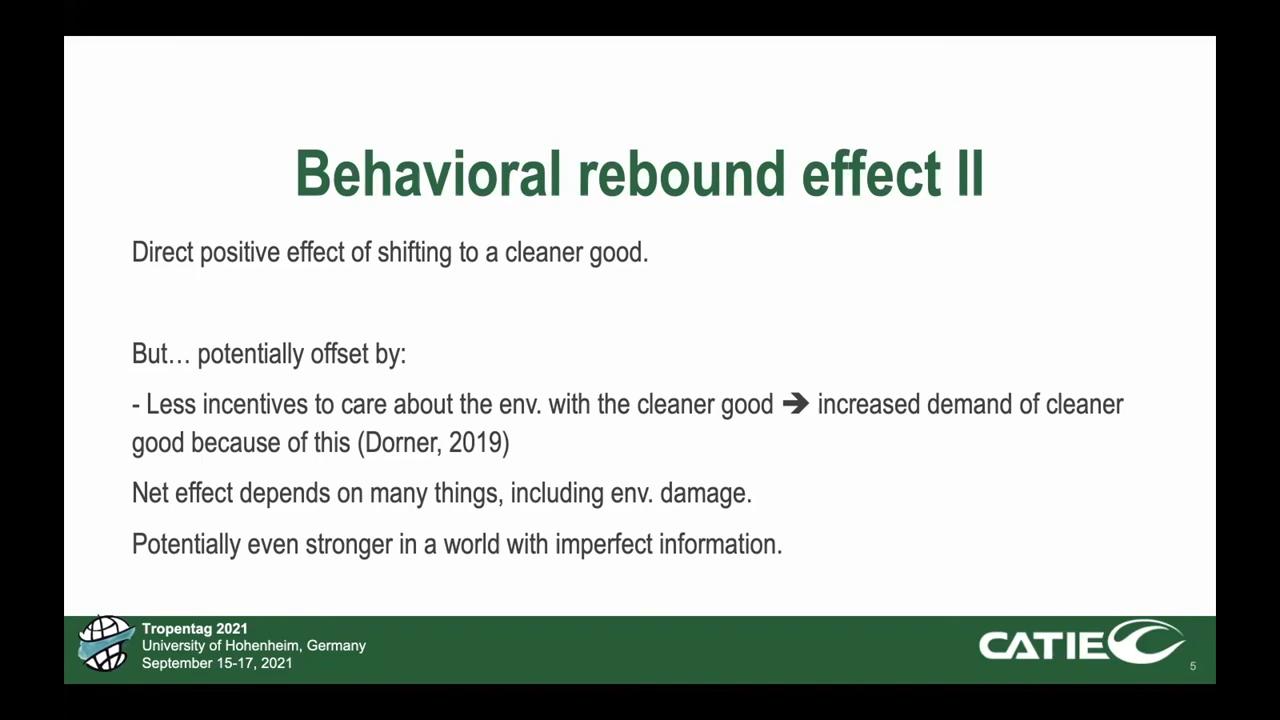 Behavioral rebound effect II
Direct positive effect of shifting to a cleaner good.
But… potentially offset by:
- Less incentives to care about the env. with the cleaner good ➔ increased demand of cleaner
good because of this (Dorner, 2019)
Net effect depends on many things, including env. damage.
Potentially even stronger in a world with imperfect information.
Tropentag 2021
University of Hohenheim, Germany
September 15-17, 2021
CATIE
5